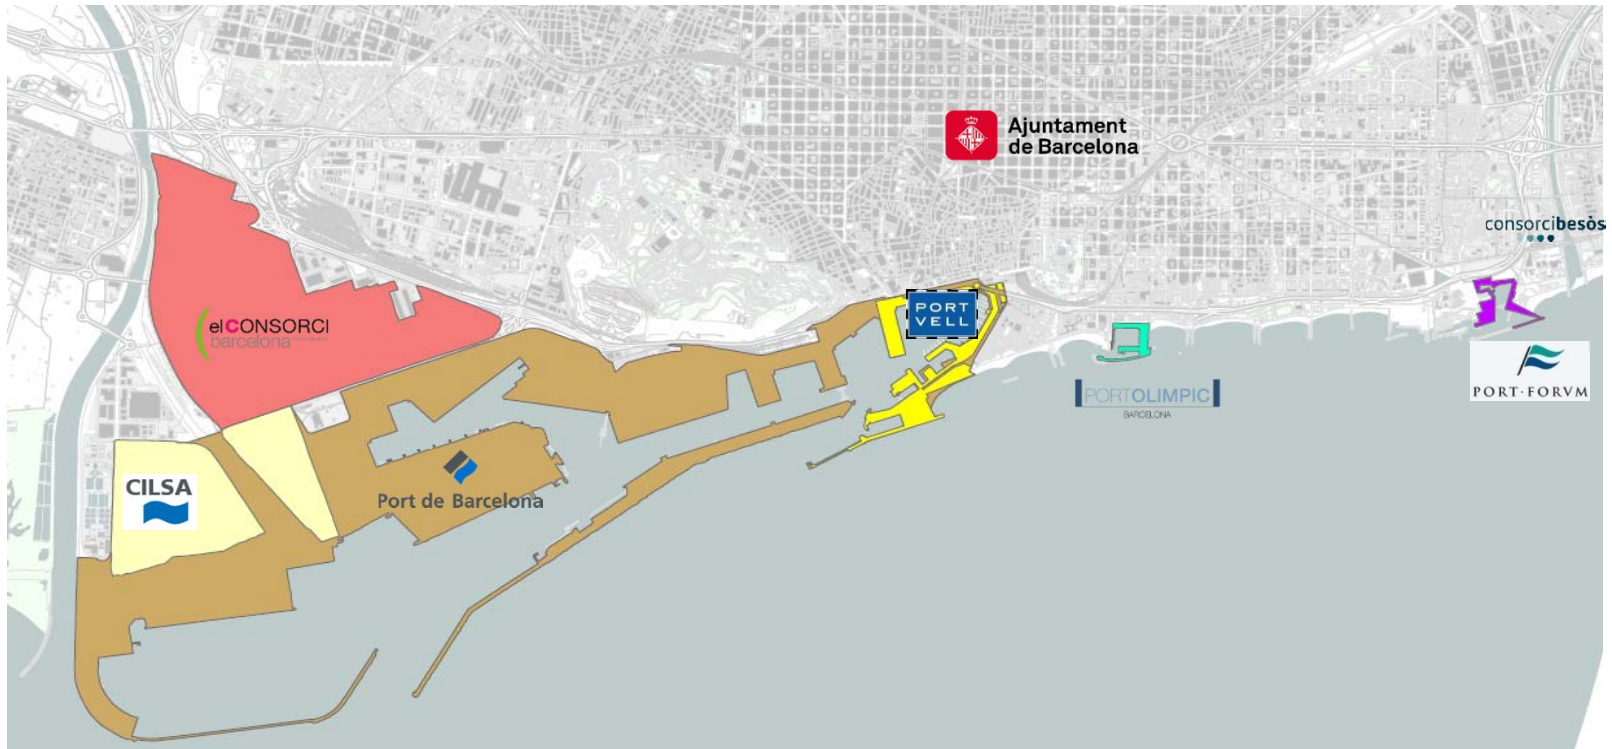 Ajuntament
de Barcelona
consorcibesòs
PORT
VELL
elCONSORCI
barcelona
PORTOLIMPIC
BARCELONA
PORT·FORVM
CILSA
Port de Barcelona